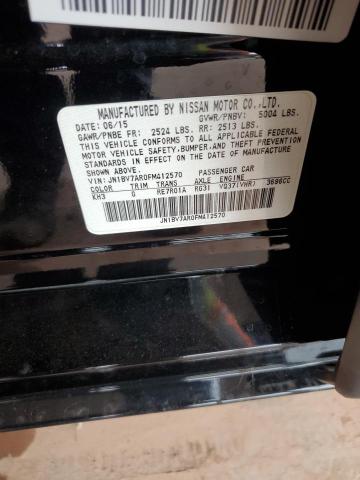 MANUFACTURED BY NISSAN MOTOR CO.,LTD.
DATE: 06/15 GVWR/PNBV: 5004 LBS.
GAWR/PNBE FR: 2524 LBS. RR: 2513 LBS.
THIS VEHICLE CONFORMS TO ALL APPLICABLE FEDERAL
MOTOR VEHICLE SAFETY,BUMPER,AND THEFT PREVENTION
STANDARDS IN EFFECT ON THE DATE OF MANUFACTURE
SHOWN ABOVE.
VIN: JN1BV7AR0FM412570 PASSENGER CAR
COLOR TRIM TRANS AXLE ENGINE
KH3 G RE7R01A RG31 VQ37(VHR) 3696CC
JN1BV7AR0FM412570